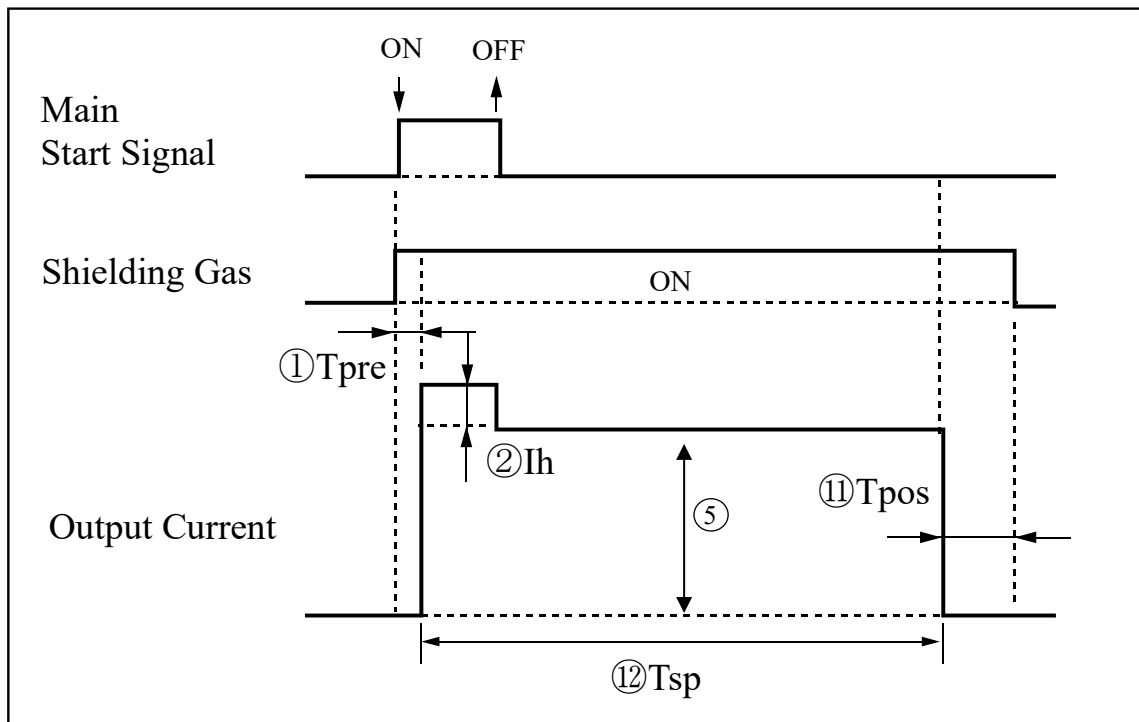 ON OFF
Main
Start Signal
Shielding Gas
ON
①Tpre
②Ih
⑪Tpos
⑤
Output Current
⑫Tsp